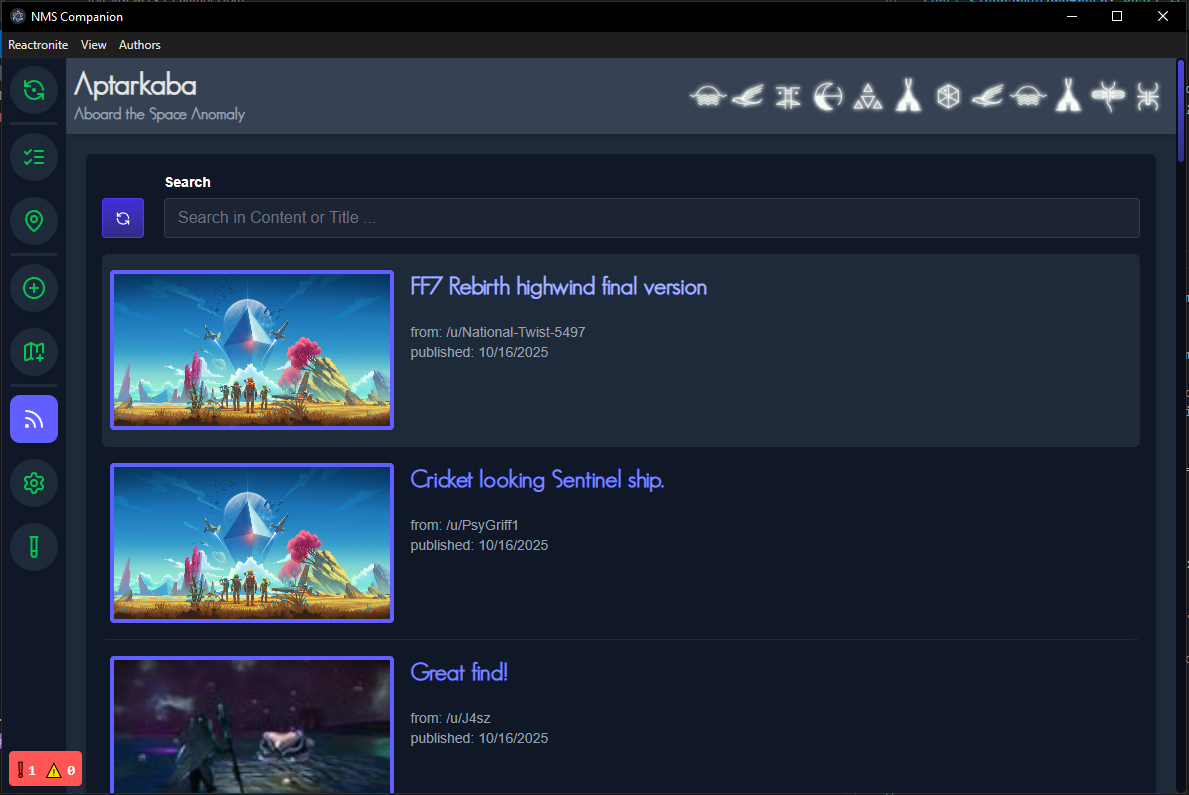 NMS Companion
Reactronite View Authors
Aptarkaba
Aboard the Space Anomaly
Search
Search in Content or Title ...
FF7 Rebirth highwind final version
from: /u/National-Twist-5497
published: 10/16/2025
Cricket looking Sentinel ship.
from: /u/PsyGriff1
published: 10/16/2025
Great find!
from: /u/J4sz
published: 10/16/2025
1 0